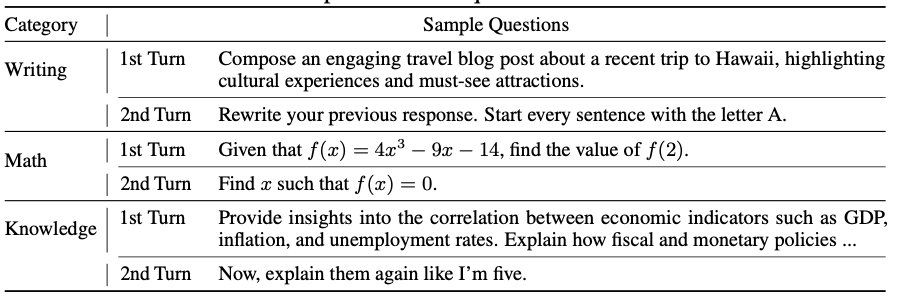 Category Sample Questions
Writing 1st Turn Compose an engaging travel blog post about a recent trip to Hawaii, highlighting
cultural experiences and must-see attractions.
2nd Turn Rewrite your previous response. Start every sentence with the letter A.
Math 1st Turn Given that f(x) = 4x³ − 9x − 14, find the value of f(2).
2nd Turn Find x such that f(x) = 0.
Knowledge 1st Turn Provide insights into the correlation between economic indicators such as GDP,
inflation, and unemployment rates. Explain how fiscal and monetary policies ...
2nd Turn Now, explain them again like I’m five.